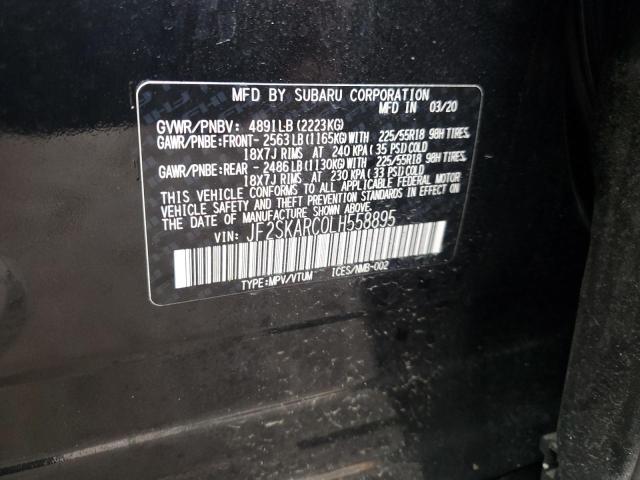 MFD BY SUBARU CORPORATION
MFD IN 03/20
GVWR/PNBV: 4891LB(2223KG)
GAWR/PNBE:FRONT- 2563LB(1165KG)WITH 225/55R18 98H TIRES,
18X7J RIMS AT 240 KPA( 35 PSI)COLD
GAWR/PNBE:REAR - 2486LB(1130KG)WITH 225/55R18 98H TIRES,
18X7J RIMS AT 230 KPA( 33 PSI)COLD
THIS VEHICLE CONFORMS TO ALL APPLICABLE FEDERAL MOTOR
VEHICLE SAFETY AND THEFT PREVENTION STANDARDS IN EFFECT ON
THE DATE OF MANUFACTURE SHOWN ABOVE.
VIN: JF2SKARC0LH558895
TYPE:MPV/VTUM ICES/NMB-002